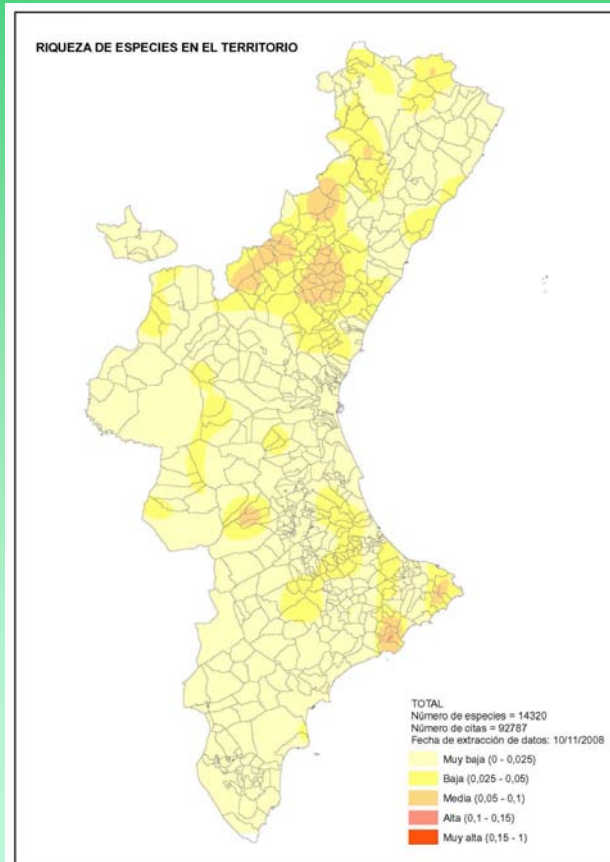 RIQUEZA DE ESPECIES EN EL TERRITORIO
TOTAL
Número de especies = 14320
Número de citas = 92787
Fecha de extracción de datos: 10/11/2008
Muy baja (0 - 0,025)
Baja (0,025 - 0,05)
Media (0,05 - 0,1)
Alta (0,1 - 0,15)
Muy alta (0,15 - 1)